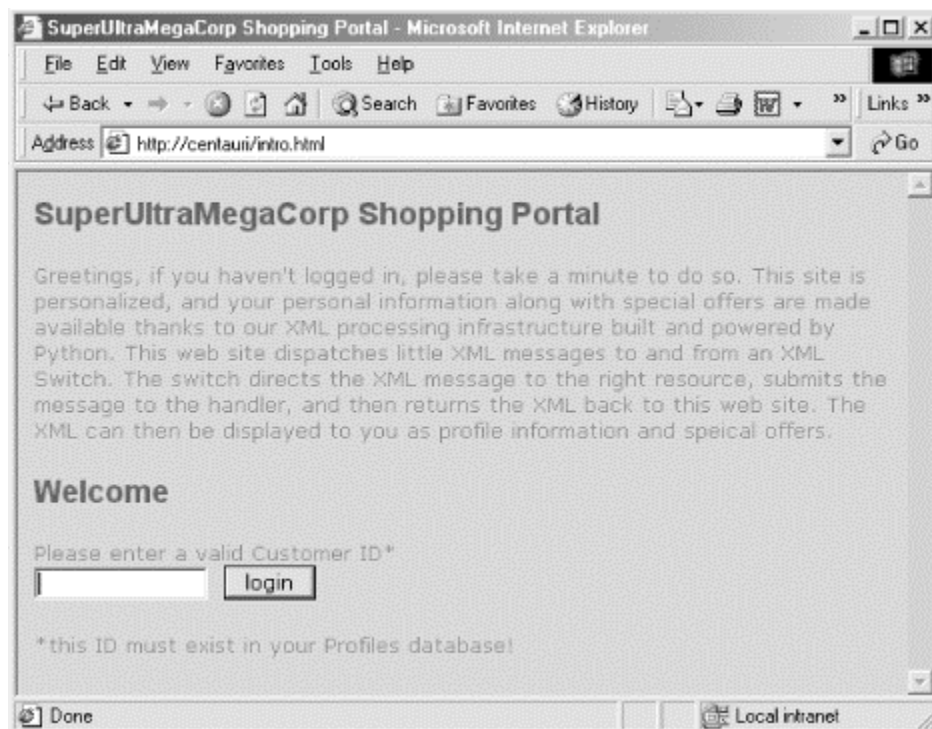 SuperUltraMegaCorp Shopping Portal - Microsoft Internet Explorer
File Edit View Favorites Tools Help
Back Search Favorites History » Links »
Address http://centauri/intro.html Go
SuperUltraMegaCorp Shopping Portal
Greetings, if you haven't logged in, please take a minute to do so. This site is
personalized, and your personal information along with special offers are made
available thanks to our XML processing infrastructure built and powered by
Python. This web site dispatches little XML messages to and from an XML
Switch. The switch directs the XML message to the right resource, submits the
message to the handler, and then returns the XML back to this web site. The
XML can then be displayed to you as profile information and speical offers.
Welcome
Please enter a valid Customer ID*
login
*this ID must exist in your Profiles database!
Done Local intranet